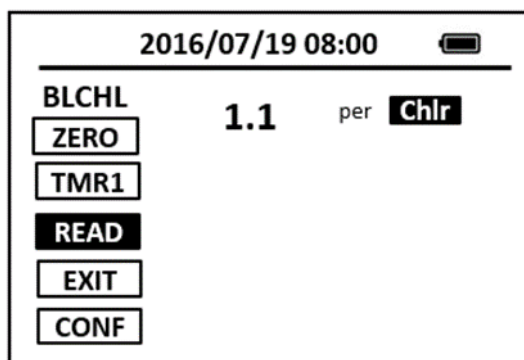 2016/07/19 08:00
BLCHL
1.1 per Chlr
ZERO
TMR1
READ
EXIT
CONF